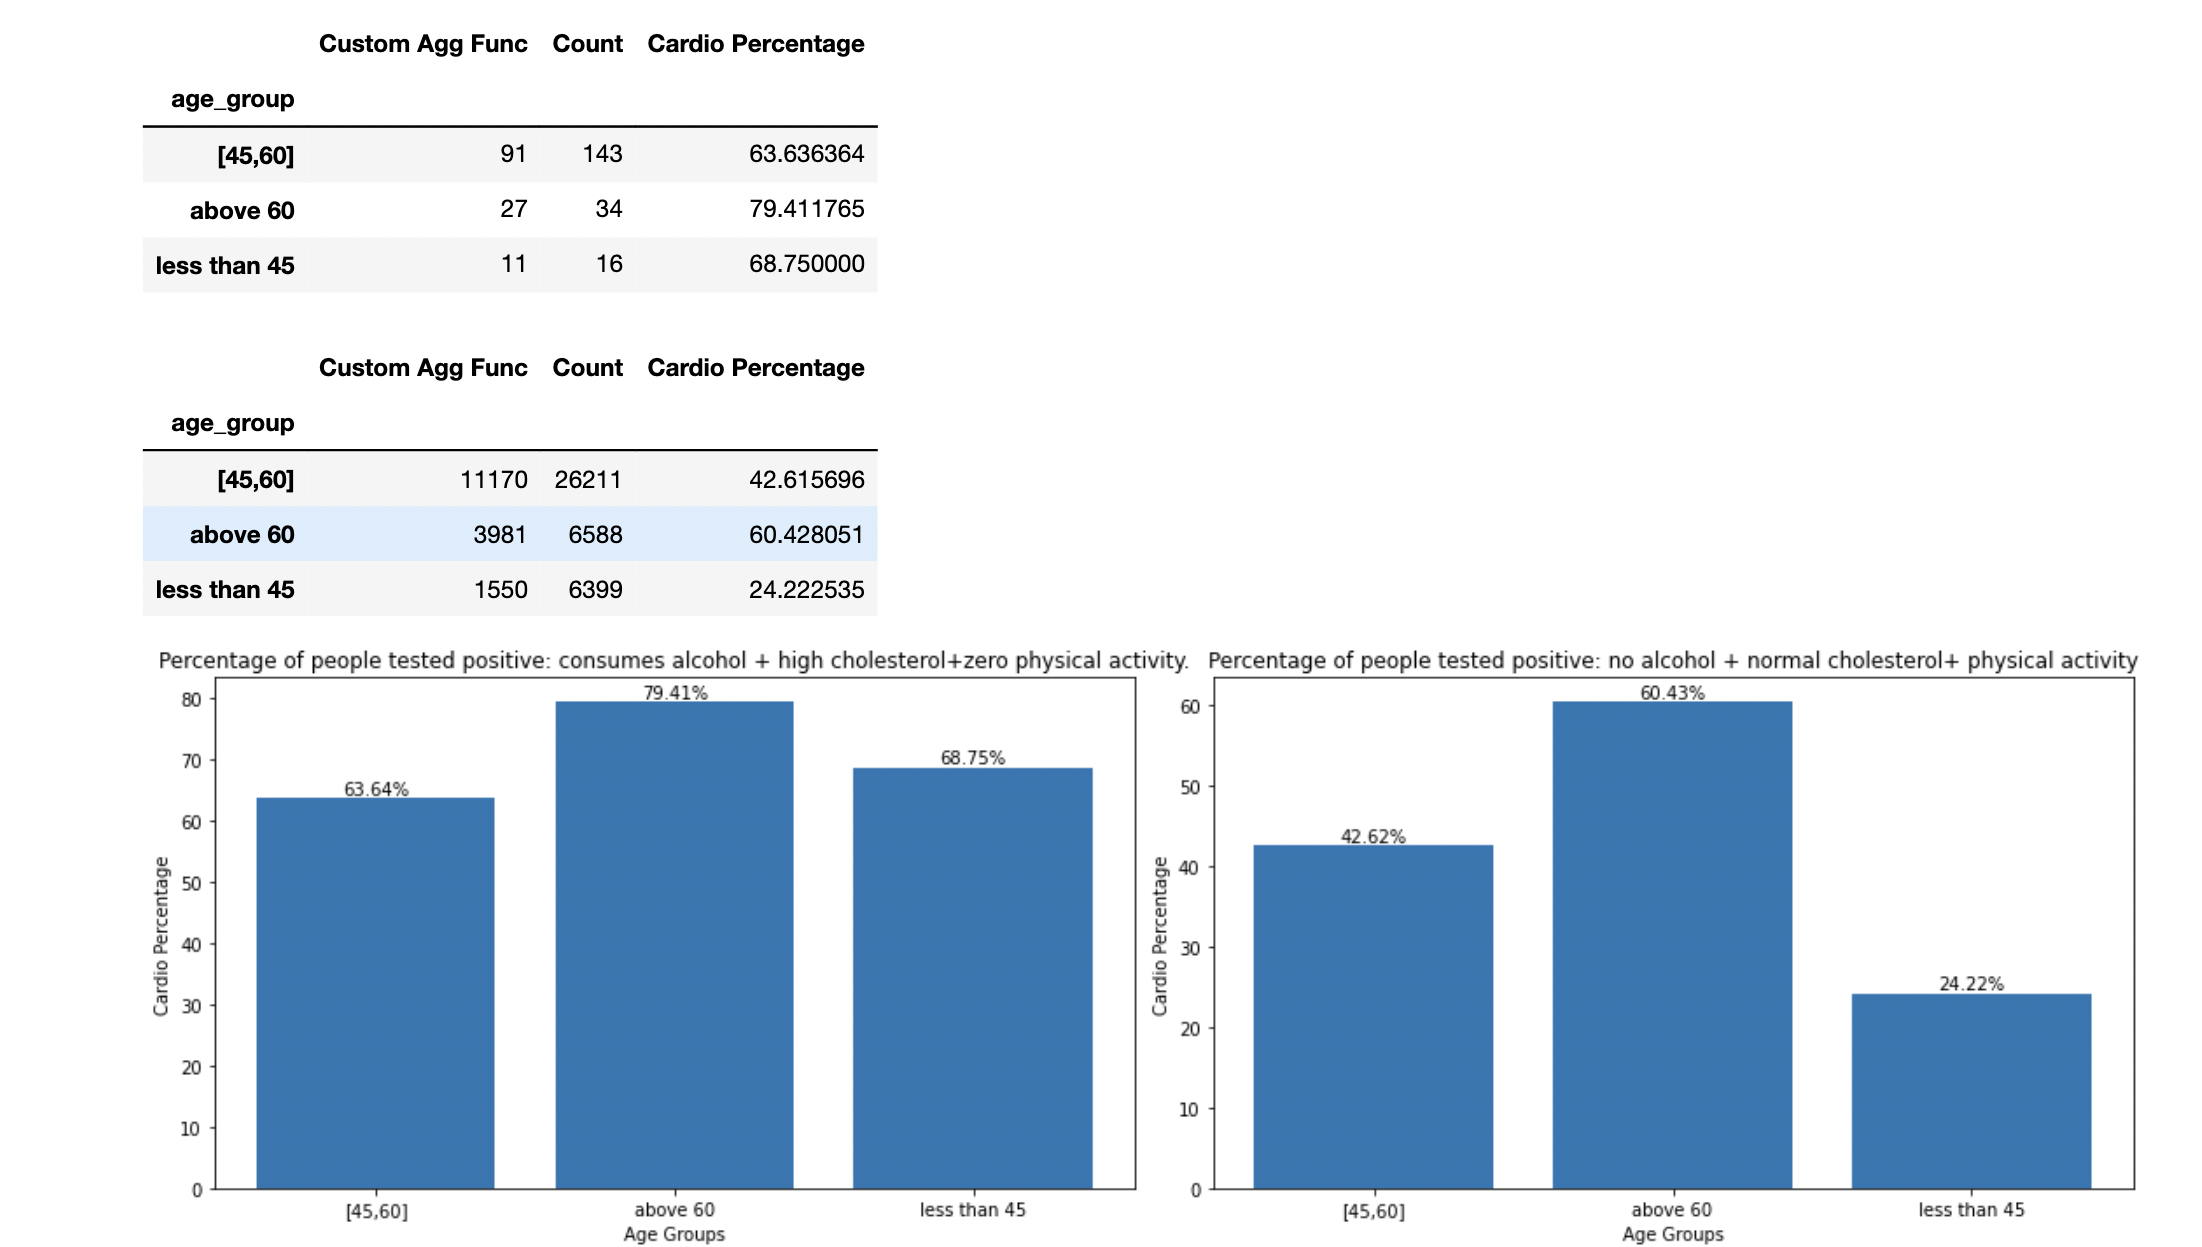 Custom Agg Func Count Cardio Percentage
age_group
[45,60] 91 143 63.636364
above 60 27 34 79.411765
less than 45 11 16 68.750000
Custom Agg Func Count Cardio Percentage
age_group
[45,60] 11170 26211 42.615696
above 60 3981 6588 60.428051
less than 45 1550 6399 24.222535
Percentage of people tested positive: consumes alcohol + high cholesterol+zero physical activity.
80
70
60
50
40
30
20
10
0
Cardio Percentage
63.64%
79.41%
68.75%
[45,60] above 60 less than 45
Age Groups
Percentage of people tested positive: no alcohol + normal cholesterol+ physical activity
60
50
40
30
20
10
0
Cardio Percentage
42.62%
60.43%
24.22%
[45,60] above 60 less than 45
Age Groups